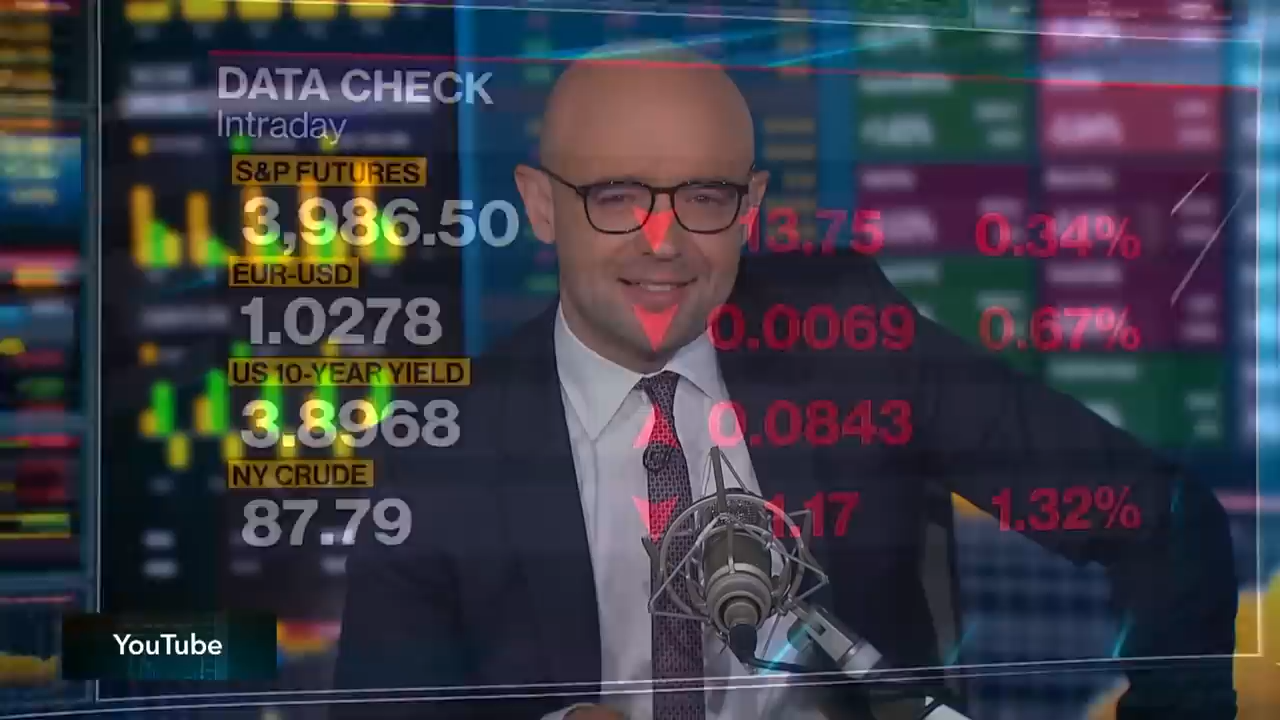 DATA CHECK
Intraday
S&P FUTURES
3,986.50 ▼ 13.75 0.34%
EUR-USD
1.0278 ▼ 0.0069 0.67%
US 10-YEAR YIELD
3.8968 ▲ 0.0843
NY CRUDE
87.79 ▼ 1.17 1.32%
YouTube